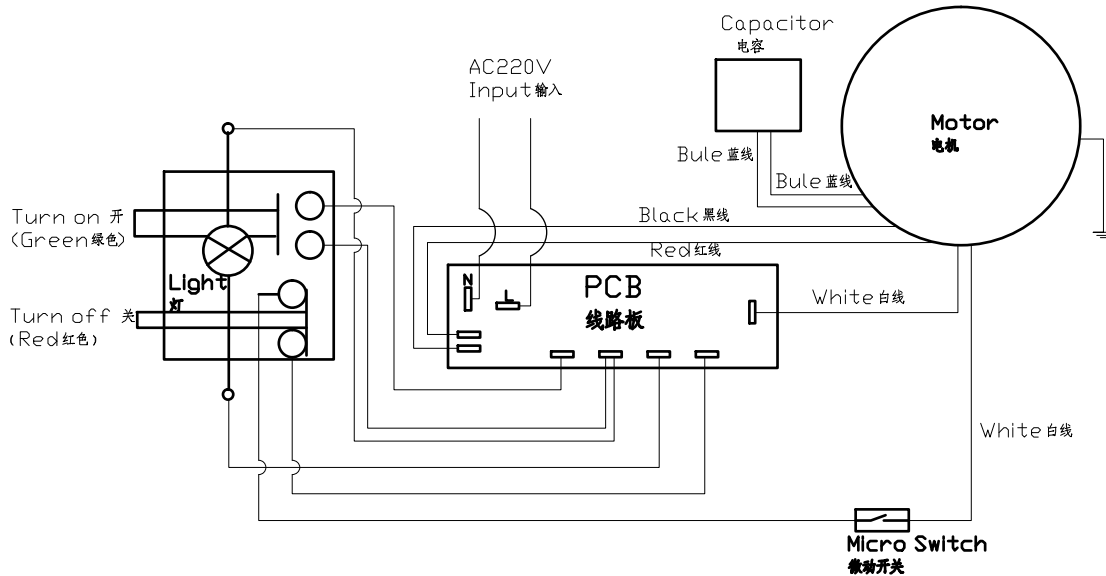 Capacitor
电容
AC220V
Input输入
Motor
电机
Bule蓝线
Bule蓝线
Turn on 开
(Green绿色)
Black黑线
Red红线
Light
灯
N
L
PCB
线路板
White白线
Turn off 关
(Red红色)
White白线
Micro Switch
微动开关